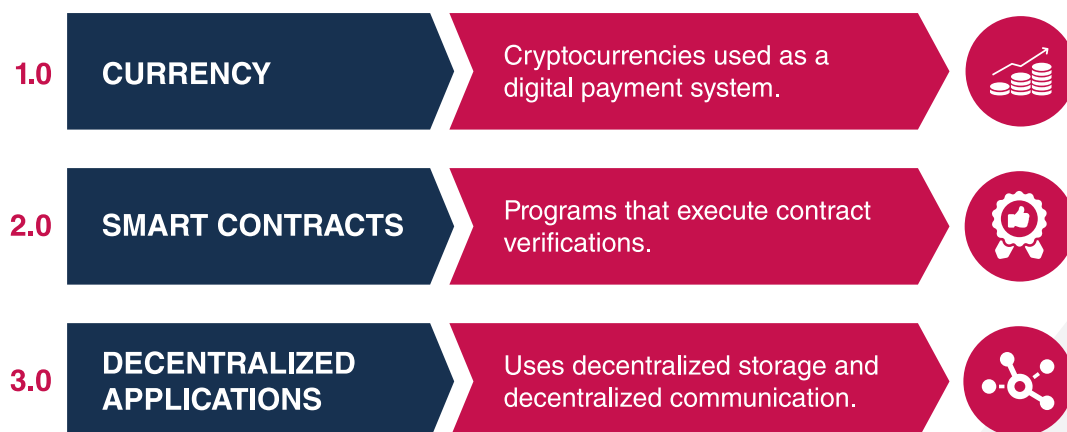 1.0
CURRENCY
Cryptocurrencies used as a
digital payment system.
2.0
SMART CONTRACTS
Programs that execute contract
verifications.
3.0
DECENTRALIZED
APPLICATIONS
Uses decentralized storage and
decentralized communication.